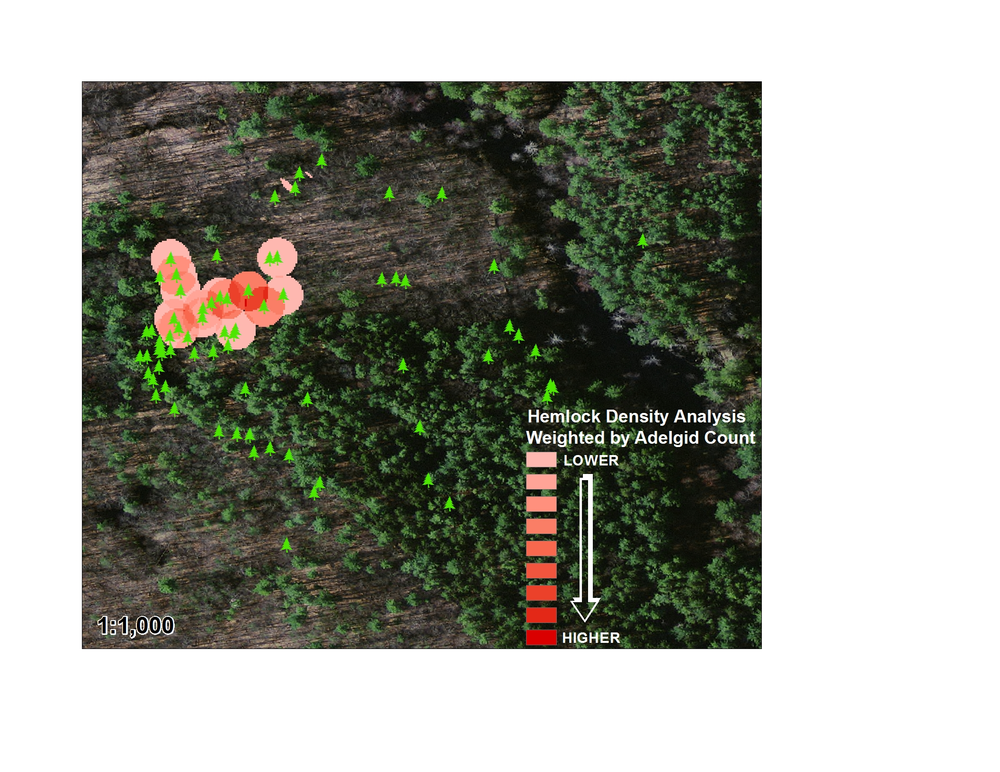 Hemlock Density Analysis
Weighted by Adelgid Count
LOWER
HIGHER
1:1,000